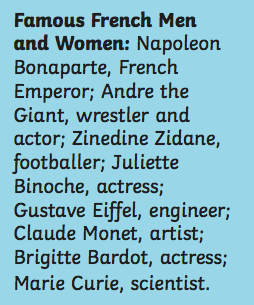 Famous French Men
and Women: Napoleon
Bonaparte, French
Emperor; Andre the
Giant, wrestler and
actor; Zinedine Zidane,
footballer; Juliette
Binoche, actress;
Gustave Eiffel, engineer;
Claude Monet, artist;
Brigitte Bardot, actress;
Marie Curie, scientist.